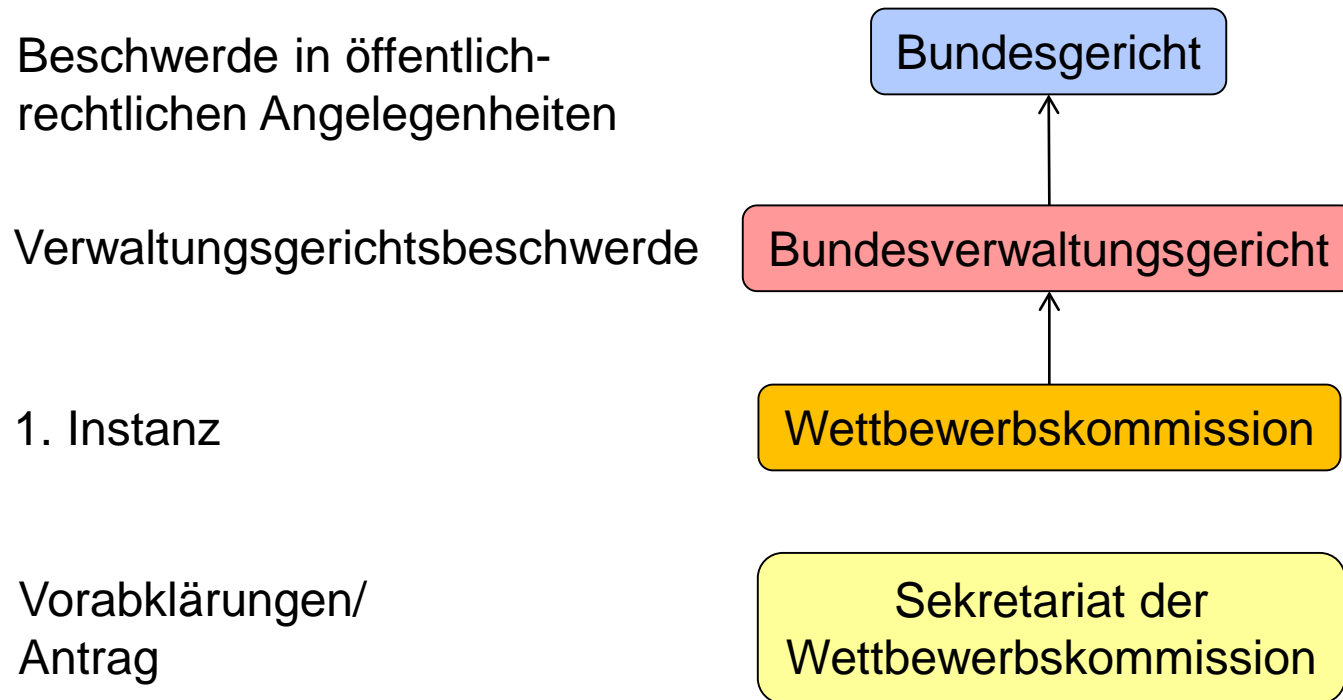 Beschwerde in öffentlich-
rechtlichen Angelegenheiten
Bundesgericht
Verwaltungsgerichtsbeschwerde
Bundesverwaltungsgericht
1. Instanz
Wettbewerbskommission
Vorabklärungen/
Antrag
Sekretariat der
Wettbewerbskommission